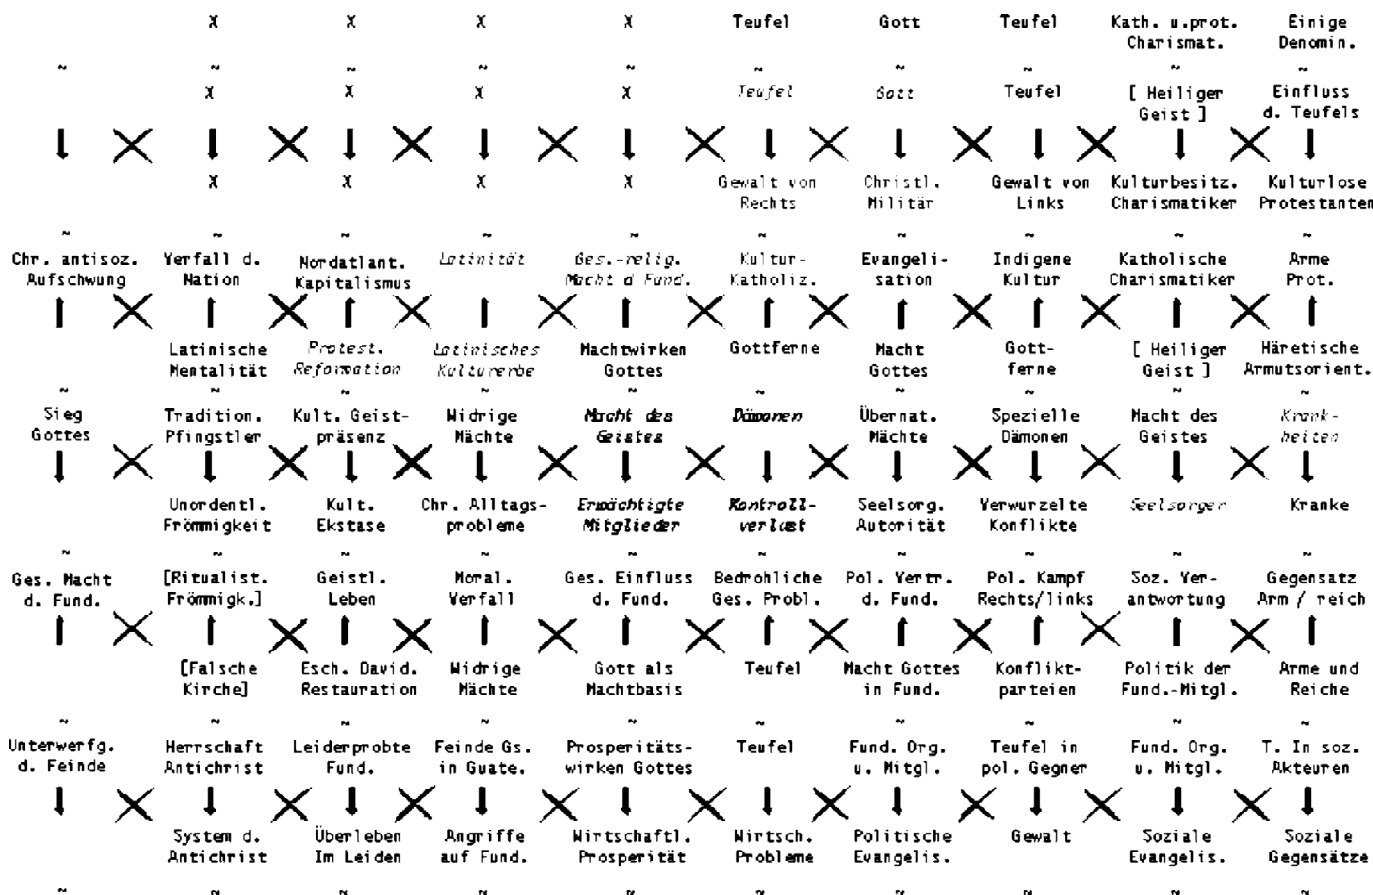 X X X X Teufel Gott Teufel Kath. u.prot. Einige
Charismat. Denomin.
~ ~ ~ ~ ~ ~ ~ ~ ~ ~
X X X X Teufel Gott Teufel [ Heiliger Einfluss
Geist ] d. Teufels
X X X X Gewalt von Christl. Gewalt von Kulturbesitz. Kulturlose
Rechts Militär Links Charismatiker Protestanten
~ ~ ~ ~ ~ ~ ~ ~ ~ ~
Chr. antisoz. Verfall d. Nordatlant. Latinität Ges.-relig. Kultur- Evangeli- Indigene Katholische Arme
Aufschwung Nation Kapitalismus Macht d Fund. Katholiz. sation Kultur Charismatiker Prot.
Latinische Protest. Latinisches Machtwirken Gottferne Macht Gott- [ Heiliger Häretische
Mentalität Reformation Kulturerbe Gottes Gottes ferne Geist ] Armutsorient.
~ ~ ~ ~ ~ ~ ~ ~ ~ ~
Sieg Tradition. Kult. Geist- Widrige Macht des Dämonen Übernat. Spezielle Macht des Krank-
Gottes Pfingstler präsenz Mächte Geistes Mächte Dämonen Geistes heiten
Unordentl. Kult. Chr. Alltags- Ermächtigte Kontroll- Seelsorg. Verwurzelte Seelsorger Kranke
Frömmigkeit Ekstase probleme Mitglieder verlust Autorität Konflikte
~ ~ ~ ~ ~ ~ ~ ~ ~ ~
Ges. Macht [Ritualist. Geistl. Moral. Ges. Einfluss Bedrohliche Pol. Vertr. Pol. Kampf Soz. Ver- Gegensatz
d. Fund. Frömmigk.] Leben Verfall d. Fund. Ges. Probl. d. Fund. Rechts/links antwortung Arm / reich
[Falsche Esch. David. Widrige Gott als Teufel Macht Gottes Konflikt- Politik der Arme und
Kirche] Restauration Mächte Machtbasis in Fund. parteien Fund.-Mitgl. Reiche
~ ~ ~ ~ ~ ~ ~ ~ ~ ~
Unterwerfg. Herrschaft Leiderprobte Feinde Gs. Prosperitäts- Teufel Fund. Org. Teufel in Fund. Org. T. In soz.
d. Feinde Antichrist Fund. in Guate. wirken Gottes u. Mitgl. pol. Gegner u. Mitgl. Akteuren
System d. Überleben Angriffe Wirtschaftl. Wirtsch. Politische Gewalt Soziale Soziale
Antichrist Im Leiden auf Fund. Prosperität Probleme Evangelis. Evangelis. Gegensätze
~ ~ ~ ~ ~ ~ ~ ~ ~ ~